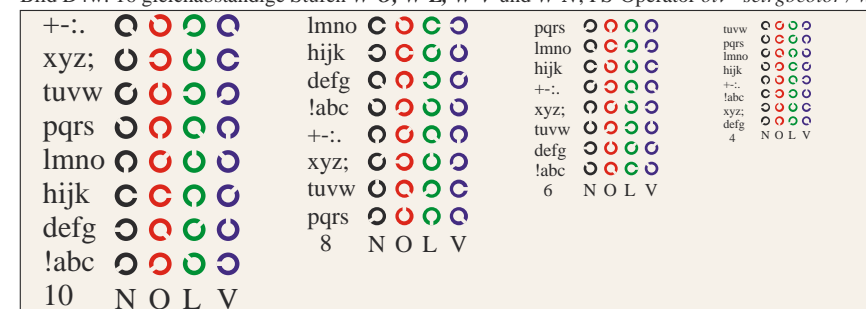 +-:.
xyz;
tuvw
pqrs
lmno
hijk
defg
!abc
10 N O L V
lmno
hijk
defg
!abc
+-:.
xyz;
tuvw
pqrs
8 N O L V
pqrs
lmno
hijk
+-:.
xyz;
tuvw
defg
!abc
6 N O L V
tuvw
pqrs
lmno
hijk
+-:.
!abc
xyz;
defg
4 N O L V